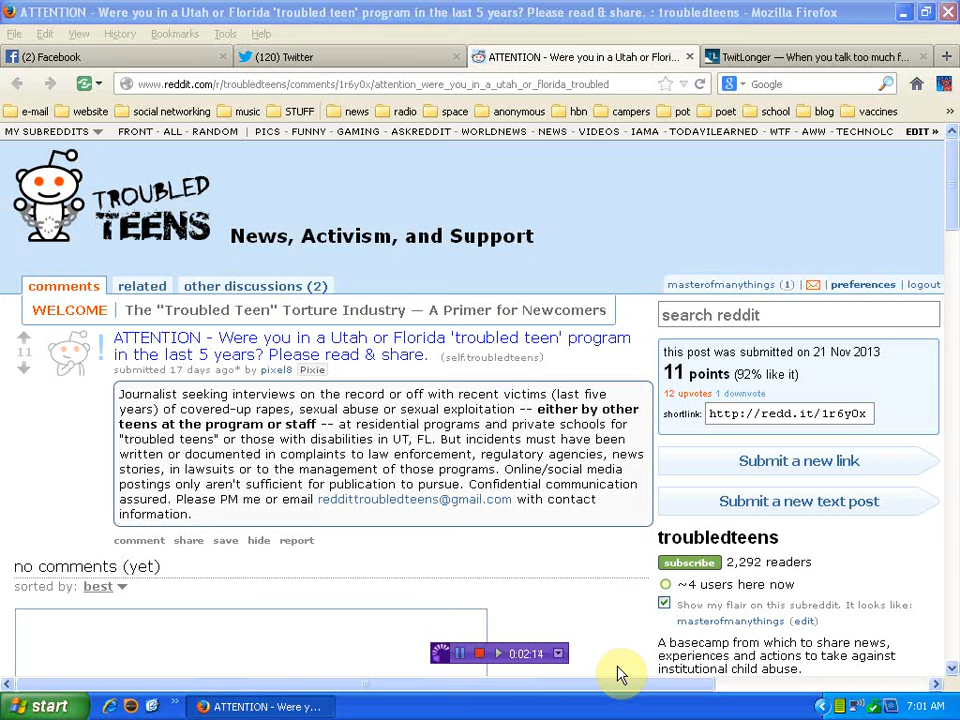 ATTENTION - Were you in a Utah or Florida 'troubled teen' program in the last 5 years? Please read & share. : troubledteens - Mozilla Firefox
File Edit View History Bookmarks Tools Help
(2) Facebook × (120) Twitter × ATTENTION - Were you in a Utah or Flori... × TwitLonger — When you talk too much f... × +
www.reddit.com/r/troubledteens/comments/1r6y0x/attention_were_you_in_a_utah_or_florida_troubled Google
e-mail website social networking music STUFF news radio space anonymous hbn campers pot poet school blog vaccines »
MY SUBREDDITS FRONT - ALL - RANDOM | PICS - FUNNY - GAMING - ASKREDDIT - WORLDNEWS - NEWS - VIDEOS - IAMA - TODAYILEARNED - WTF - AWW - TECHNOLC EDIT »
TROUBLED
TEENS
News, Activism, and Support
comments related other discussions (2)
masterofmanythings (1) | preferences | logout
WELCOME | The "Troubled Teen" Torture Industry — A Primer for Newcomers
search reddit
11
! ATTENTION - Were you in a Utah or Florida 'troubled teen' program
in the last 5 years? Please read & share. (self.troubledteens)
submitted 17 days ago* by pixel8 Pixie
Journalist seeking interviews on the record or off with recent victims (last five
years) of covered-up rapes, sexual abuse or sexual exploitation -- either by other
teens at the program or staff -- at residential programs and private schools for
"troubled teens" or those with disabilities in UT, FL. But incidents must have been
written or documented in complaints to law enforcement, regulatory agencies, news
stories, in lawsuits or to the management of those programs. Online/social media
postings only aren't sufficient for publication to pursue. Confidential communication
assured. Please PM me or email reddittroubledteens@gmail.com with contact
information.
comment share save hide report
no comments (yet)
sorted by: best
this post was submitted on 21 Nov 2013
11 points (92% like it)
12 upvotes 1 downvote
shortlink: http://redd.it/1r6y0x
Submit a new link
Submit a new text post
troubledteens
subscribe 2,292 readers
~4 users here now
Show my flair on this subreddit. It looks like:
masterofmanythings (edit)
A basecamp from which to share news,
experiences and actions to take against
institutional child abuse.
0:02:14
start ATTENTION - Were y... 7:01 AM